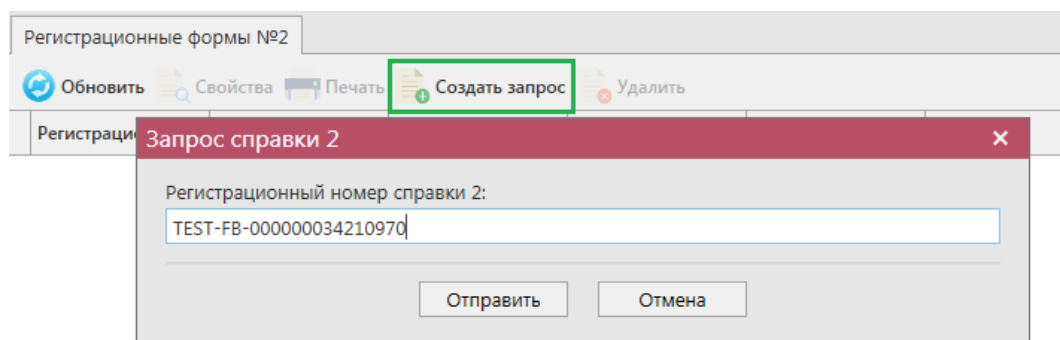 Регистрационные формы №2
Обновить Свойства Печать Создать запрос Удалить
Регистраци
Запрос справки 2
Регистрационный номер справки 2:
TEST-FB-000000034210970
Отправить Отмена